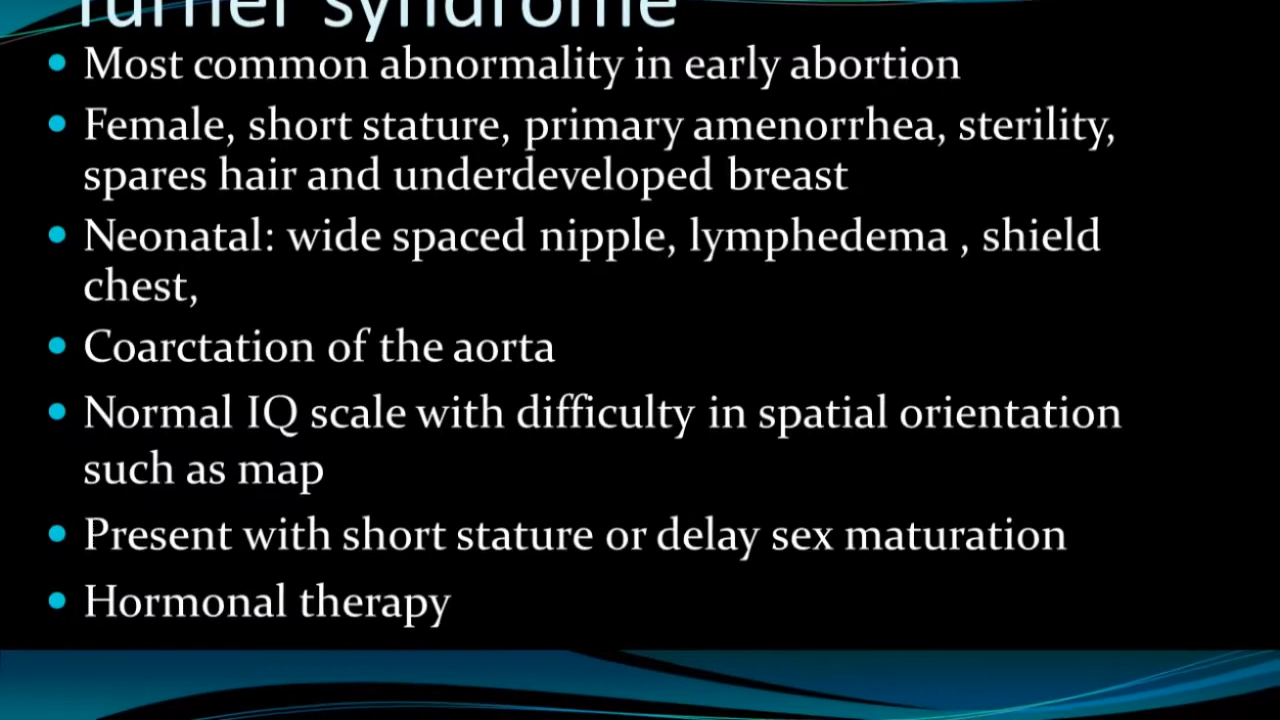 Turner syndrome
Most common abnormality in early abortion
Female, short stature, primary amenorrhea, sterility,
spares hair and underdeveloped breast
Neonatal: wide spaced nipple, lymphedema , shield
chest,
Coarctation of the aorta
Normal IQ scale with difficulty in spatial orientation
such as map
Present with short stature or delay sex maturation
Hormonal therapy